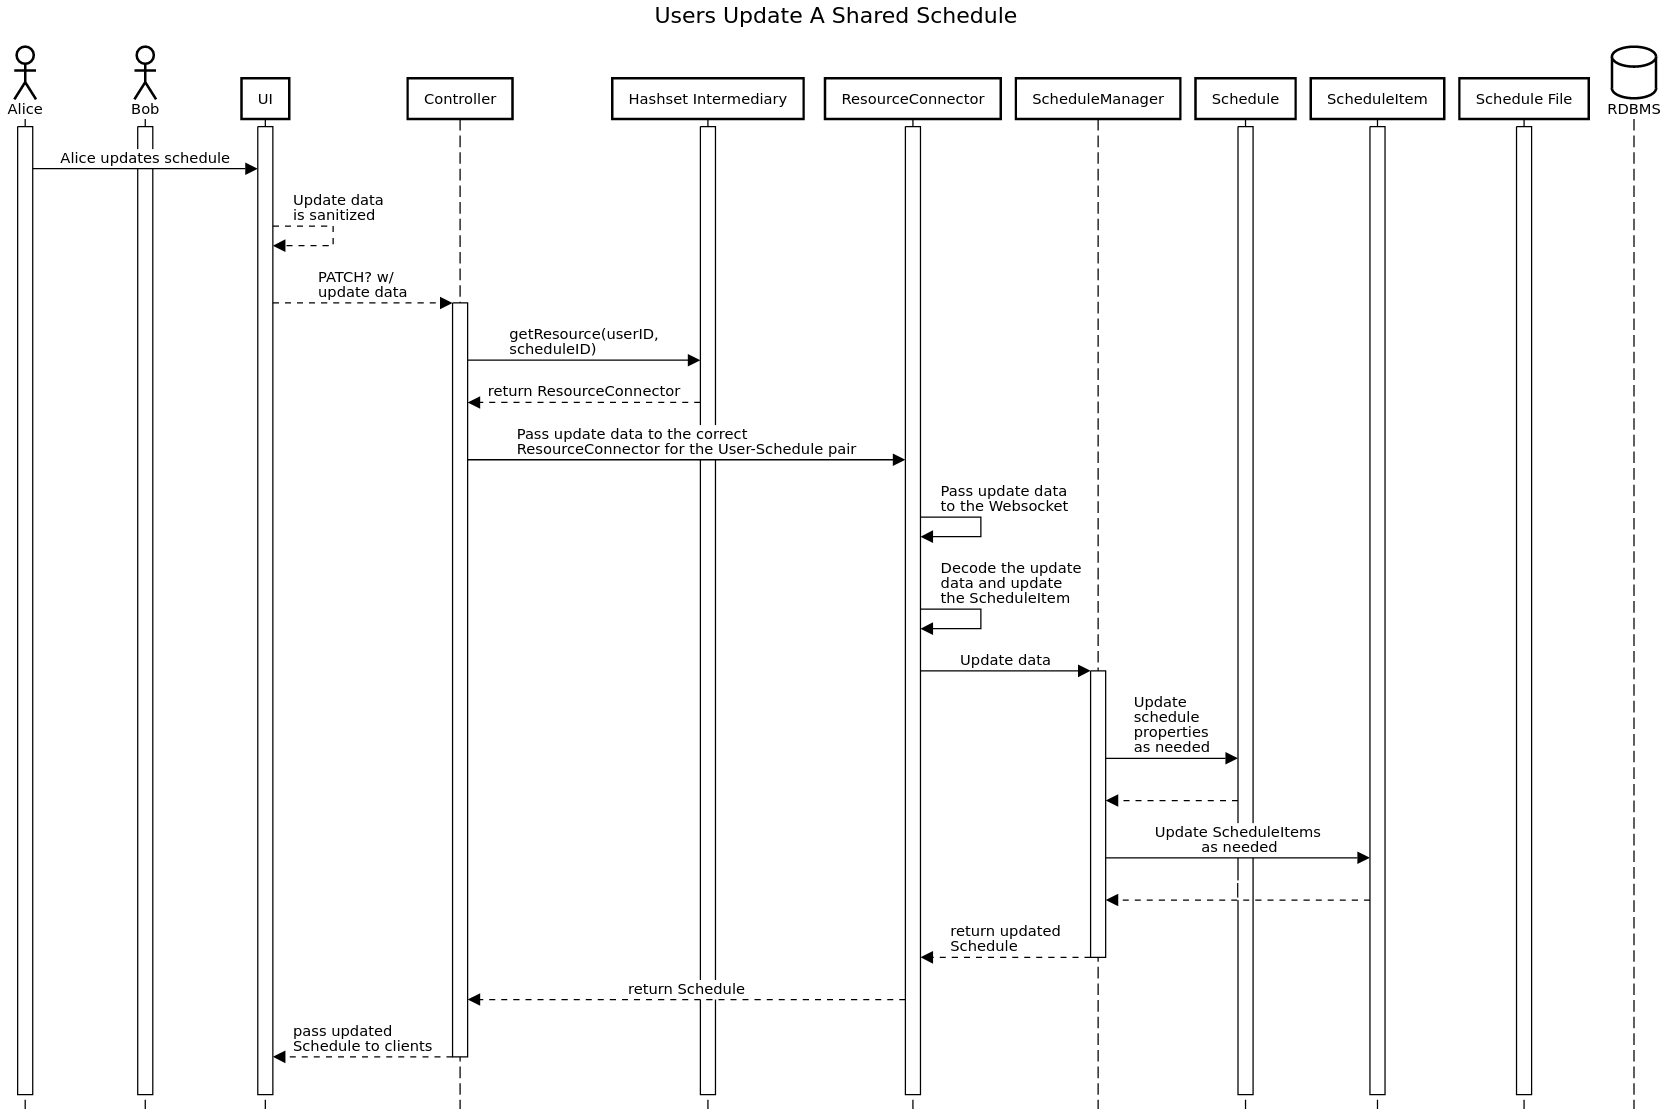 Users Update A Shared Schedule
Alice
Bob
UI
Controller
Hashset Intermediary
ResourceConnector
ScheduleManager
Schedule
ScheduleItem
Schedule File
RDBMS
Alice updates schedule
Update data
is sanitized
PATCH? w/
update data
getResource(userID,
scheduleID)
return ResourceConnector
Pass update data to the correct
ResourceConnector for the User-Schedule pair
Pass update data
to the Websocket
Decode the update
data and update
the ScheduleItem
Update data
Update
schedule
properties
as needed
Update ScheduleItems
as needed
return updated
Schedule
return Schedule
pass updated
Schedule to clients